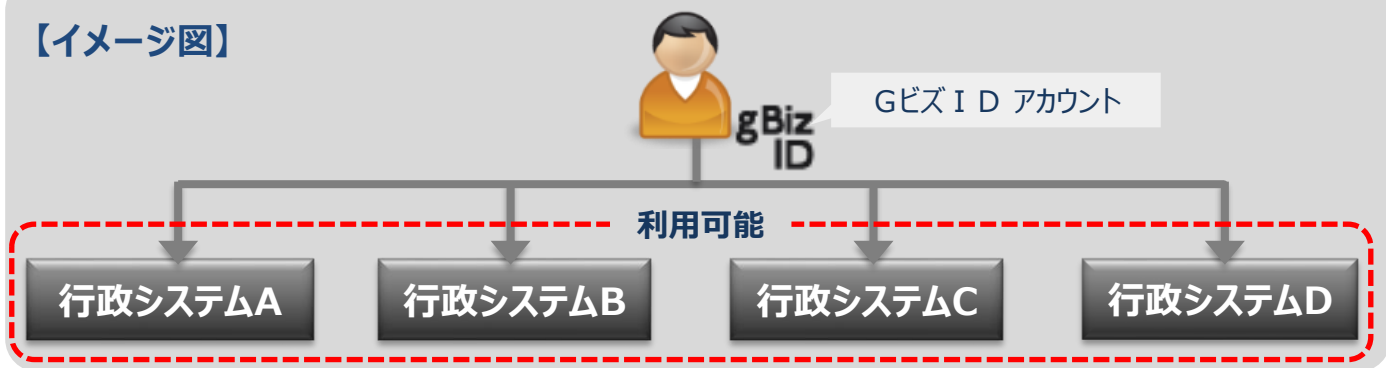 【イメージ図】
GビズＩＤ アカウント
gBiz
ID
利用可能
行政システムA
行政システムB
行政システムC
行政システムD